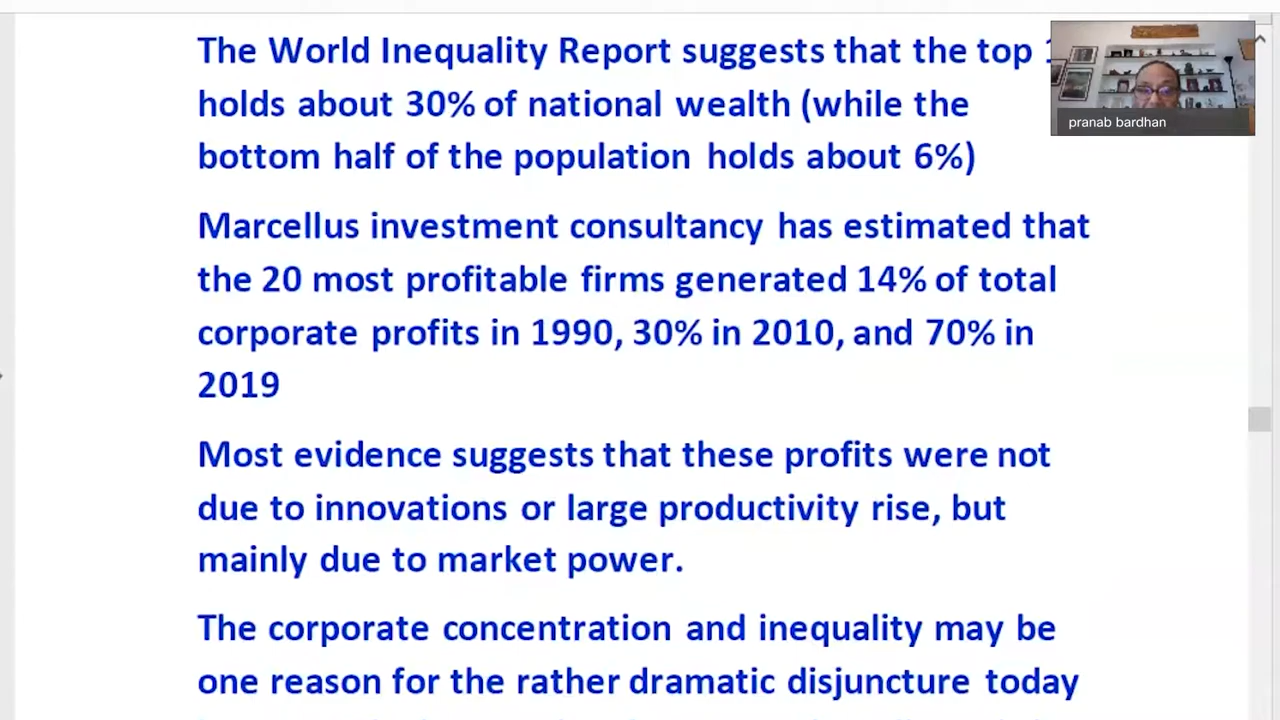 The World Inequality Report suggests that the top
holds about 30% of national wealth (while the
bottom half of the population holds about 6%)
Marcellus investment consultancy has estimated that
the 20 most profitable firms generated 14% of total
corporate profits in 1990, 30% in 2010, and 70% in
2019
Most evidence suggests that these profits were not
due to innovations or large productivity rise, but
mainly due to market power.
The corporate concentration and inequality may be
one reason for the rather dramatic disjuncture today
pranab bardhan